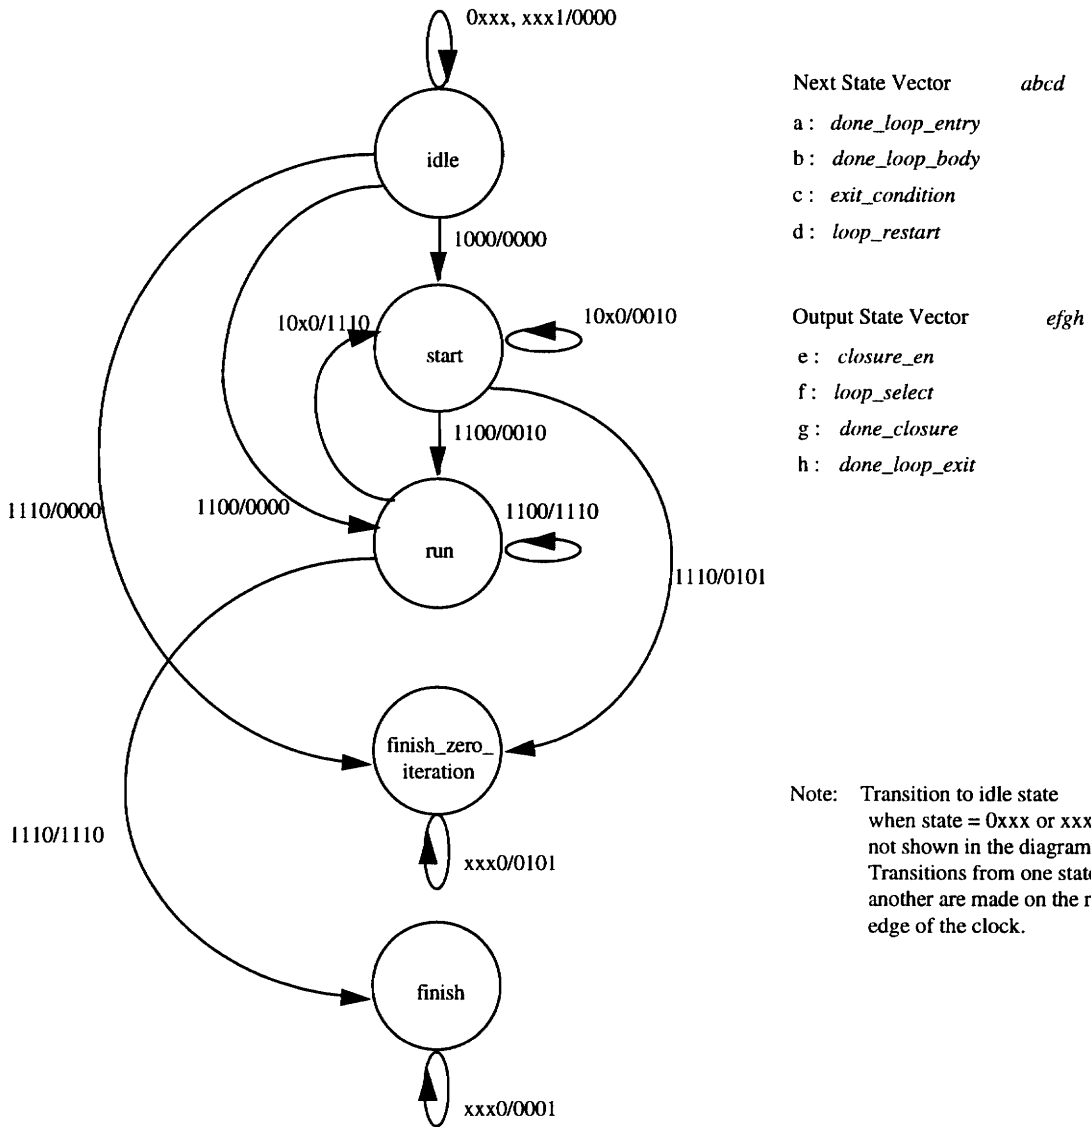 0xxx, xxx1/0000
Next State Vector abcd
a : done_loop_entry
b : done_loop_body
c : exit_condition
d : loop_restart
idle
1000/0000
Output State Vector efgh
e : closure_en
f : loop_select
g : done_closure
h : done_loop_exit
10x0/1110
start
10x0/0010
1100/0010
1110/0000
1100/0000
run
1100/1110
1110/0101
finish_zero_
iteration
xxx0/0101
1110/1110
Note: Transition to idle state
when state = 0xxx or xxx
not shown in the diagram
Transitions from one state
another are made on the r
edge of the clock.
finish
xxx0/0001